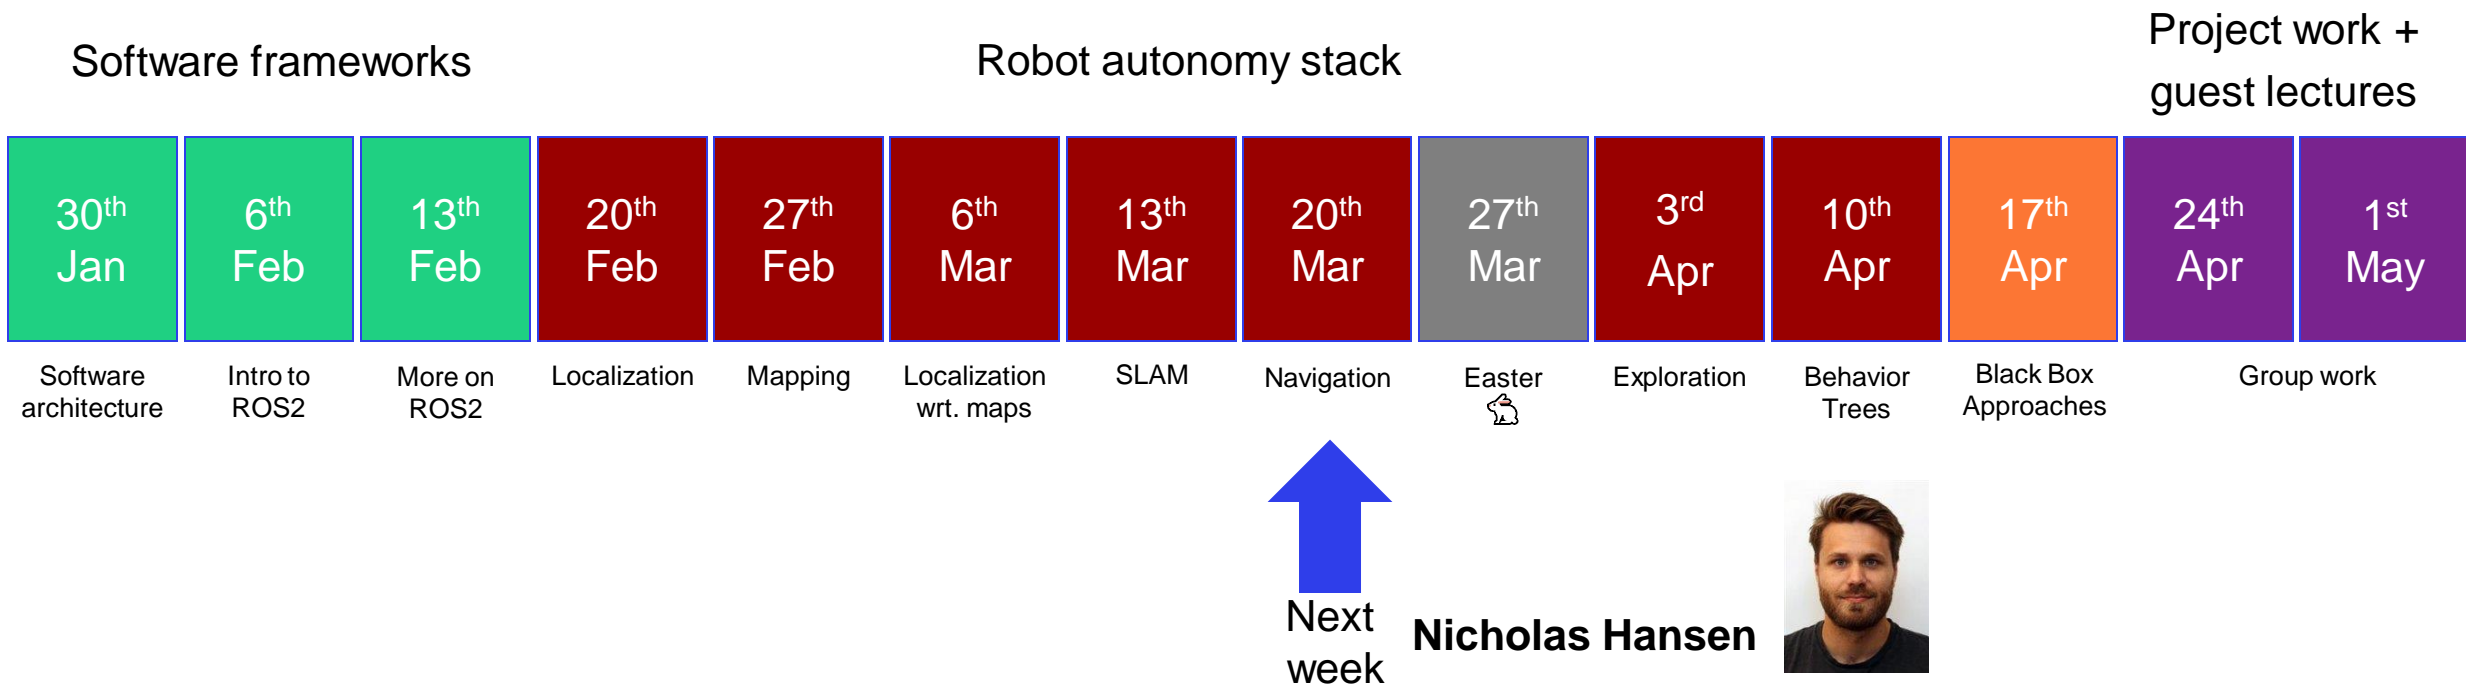 Software frameworks
Robot autonomy stack
Project work +
guest lectures
30th
Jan
6th
Feb
13th
Feb
20th
Feb
27th
Feb
6th
Mar
13th
Mar
20th
Mar
27th
Mar
3rd
Apr
10th
Apr
17th
Apr
24th
Apr
1st
May
Software
architecture
Intro to
ROS2
More on
ROS2
Localization
Mapping
Localization
wrt. maps
SLAM
Navigation
Easter
Exploration
Behavior
Trees
Black Box
Approaches
Group work
Next
week
Nicholas Hansen